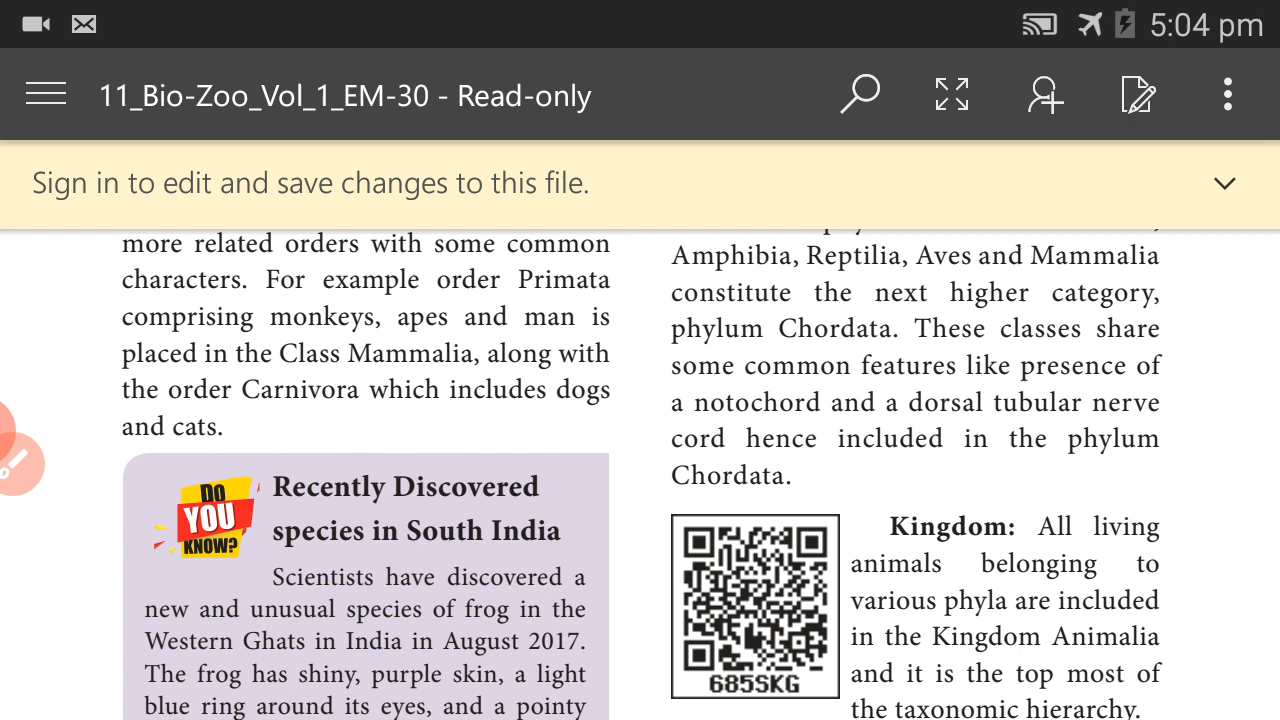 5:04 pm
11_Bio-Zoo_Vol_1_EM-30 - Read-only
Sign in to edit and save changes to this file.
more related orders with some common
characters. For example order Primata
comprising monkeys, apes and man is
placed in the Class Mammalia, along with
the order Carnivora which includes dogs
and cats.
DO
YOU
KNOW?
Recently Discovered
species in South India
Scientists have discovered a
new and unusual species of frog in the
Western Ghats in India in August 2017.
The frog has shiny, purple skin, a light
blue ring around its eyes, and a pointy
Amphibia, Reptilia, Aves and Mammalia
constitute the next higher category,
phylum Chordata. These classes share
some common features like presence of
a notochord and a dorsal tubular nerve
cord hence included in the phylum
Chordata.
685SKG
Kingdom: All living
animals belonging to
various phyla are included
in the Kingdom Animalia
and it is the top most of
the taxonomic hierarchy.